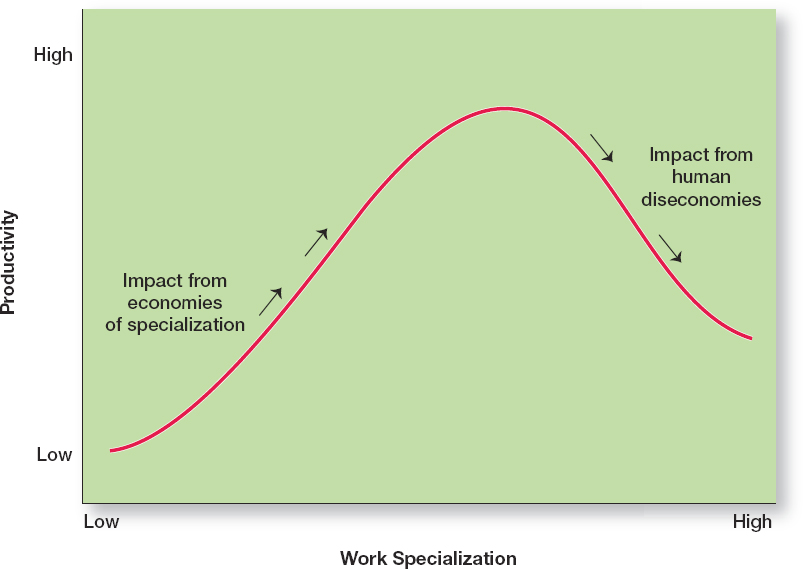 High
Impact from
human
diseconomies
Productivity
Impact from
economies
of specialization
Low
Low
High
Work Specialization